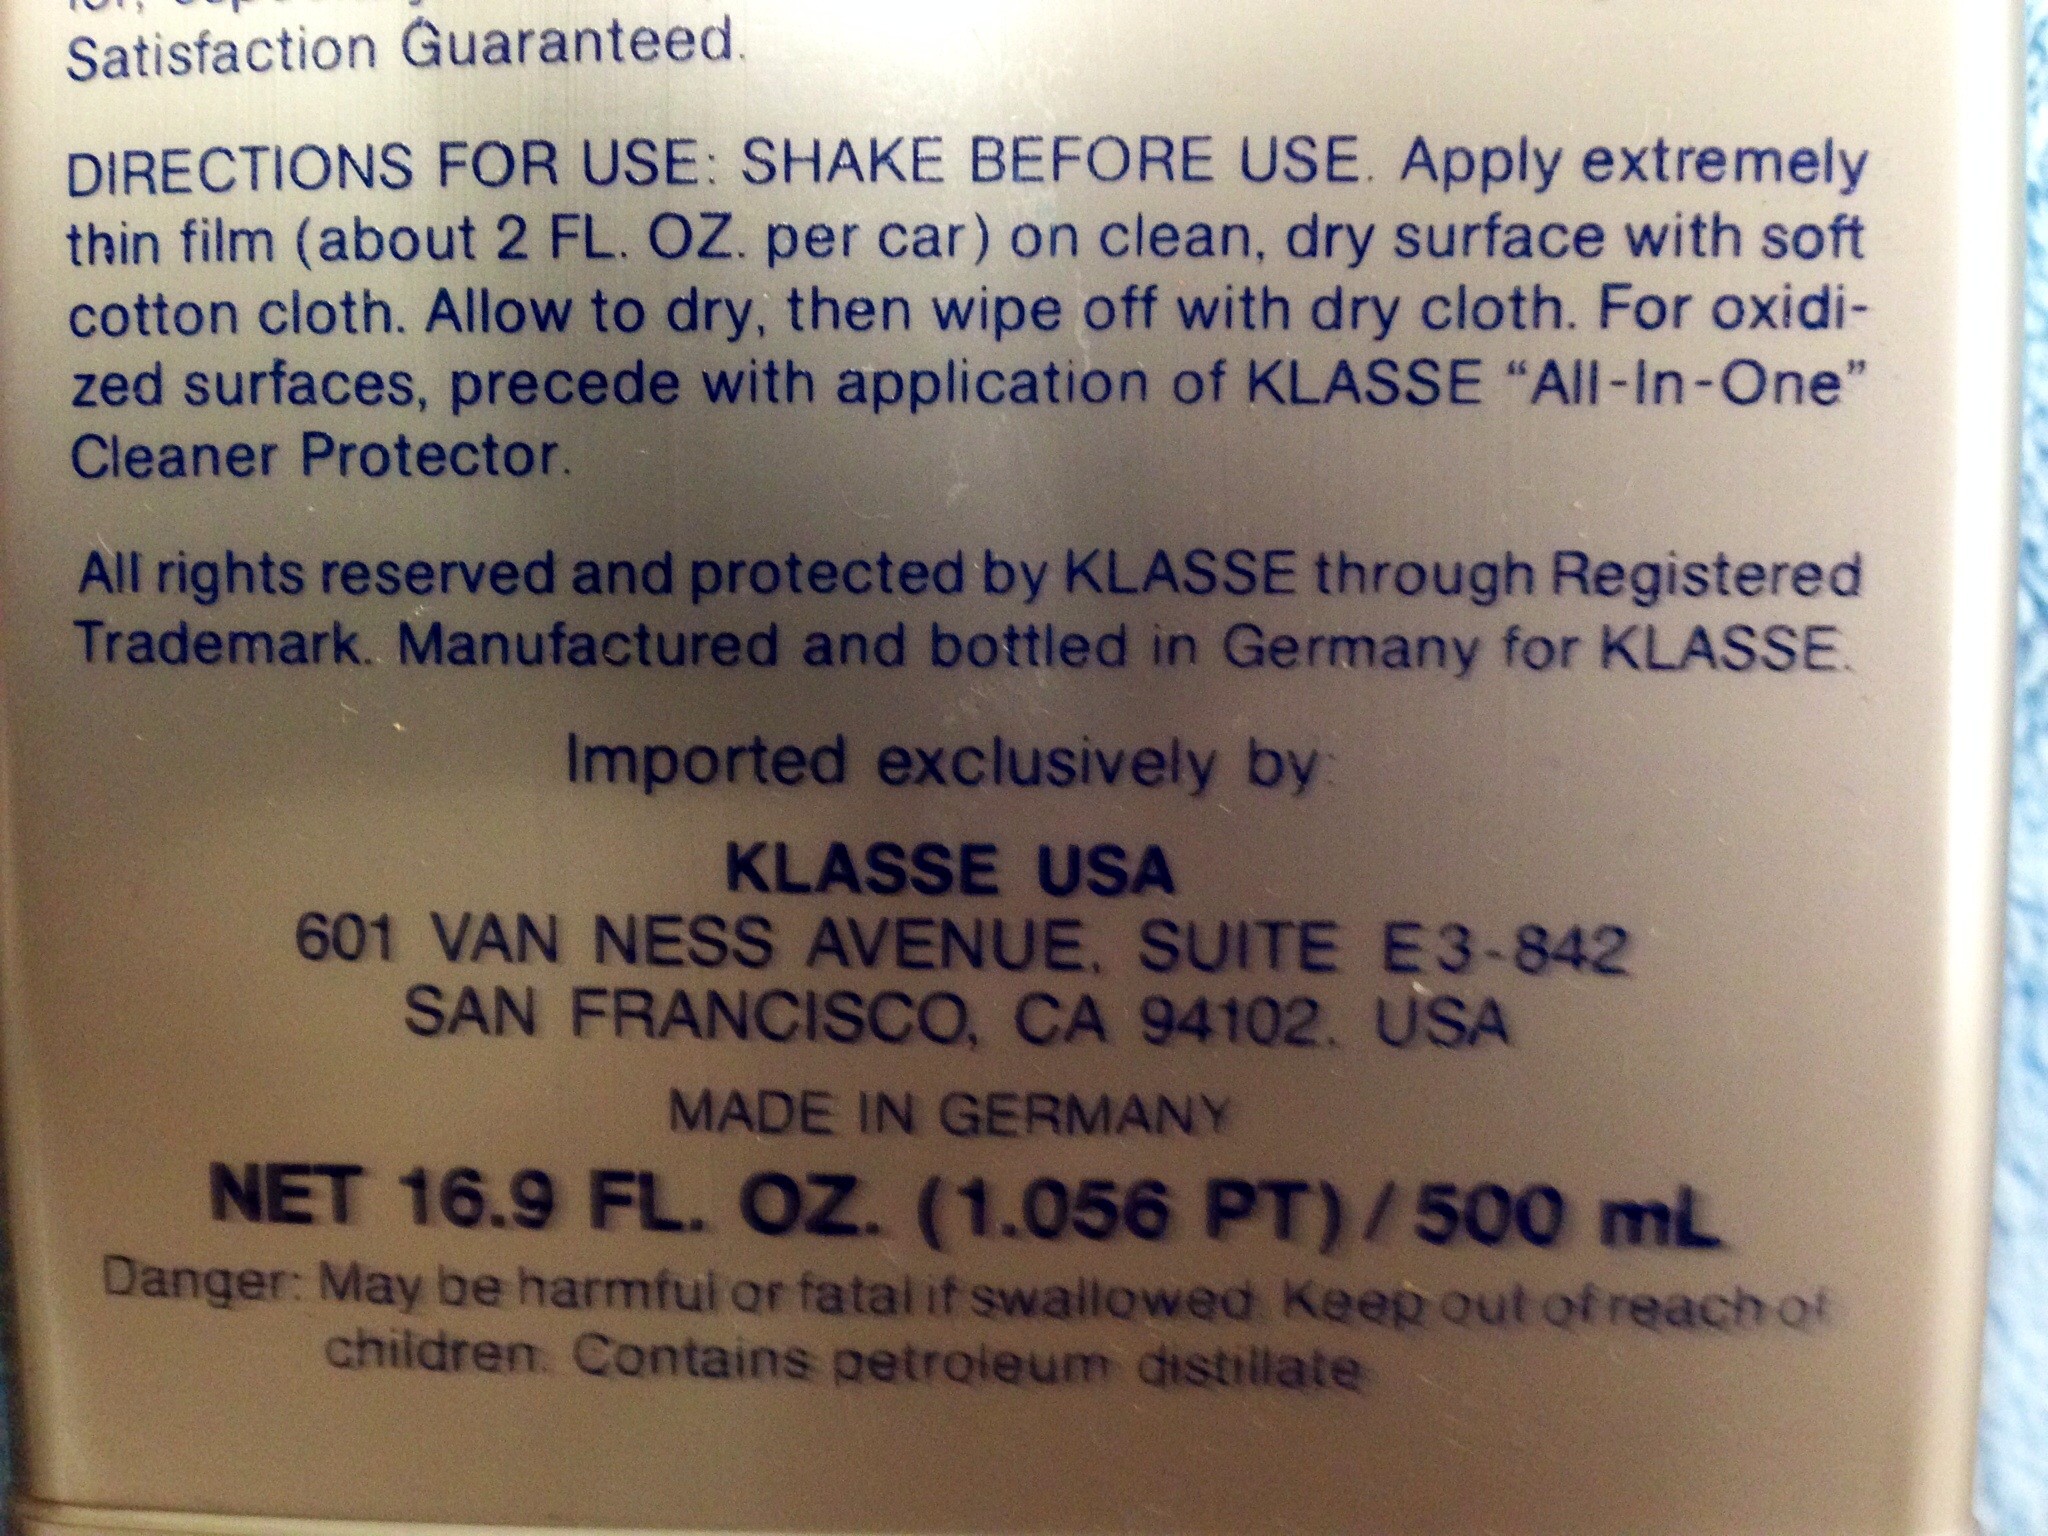 Satisfaction Guaranteed.
DIRECTIONS FOR USE: SHAKE BEFORE USE. Apply extremely
thin film (about 2 FL. OZ. per car) on clean, dry surface with soft
cotton cloth. Allow to dry, then wipe off with dry cloth. For oxidi-
zed surfaces, precede with application of KLASSE “All-In-One”
Cleaner Protector.
All rights reserved and protected by KLASSE through Registered
Trademark. Manufactured and bottled in Germany for KLASSE.
Imported exclusively by:
KLASSE USA
601 VAN NESS AVENUE, SUITE E3-842
SAN FRANCISCO, CA 94102. USA
MADE IN GERMANY
NET 16.9 FL. OZ. (1.056 PT) / 500 mL
Danger: May be harmful or fatal if swallowed. Keep out of reach of
children. Contains petroleum distillate